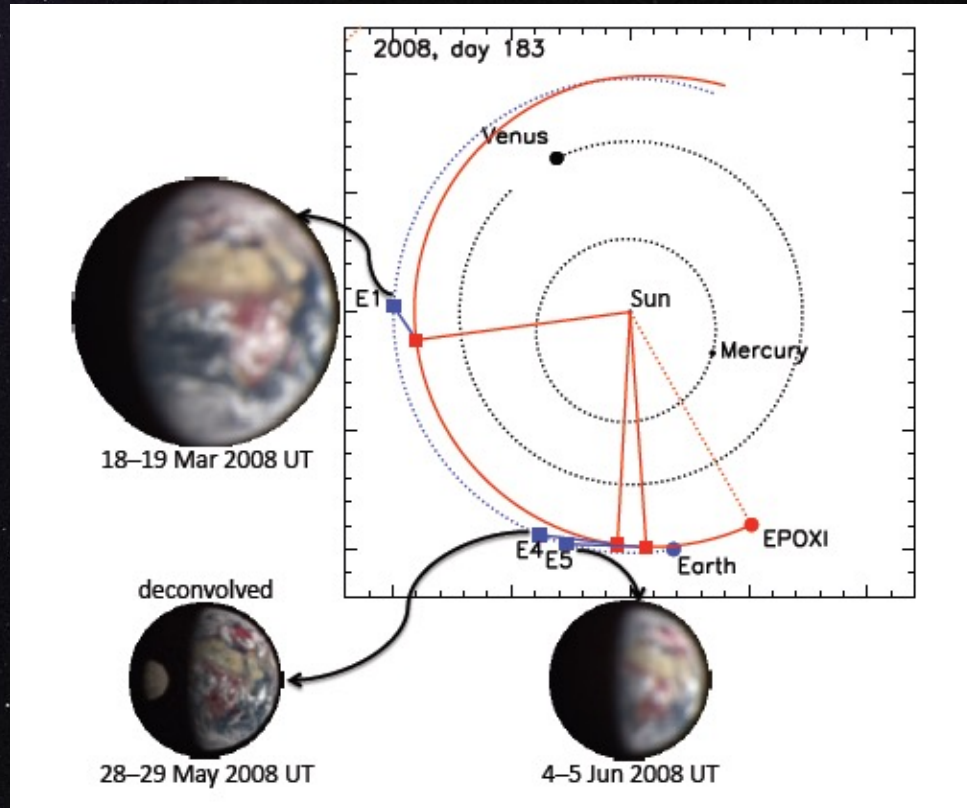 2008, day 183
Venus
E1
Sun
Mercury
18–19 Mar 2008 UT
EPOXI
E4
E5
Earth
deconvolved
28–29 May 2008 UT
4–5 Jun 2008 UT